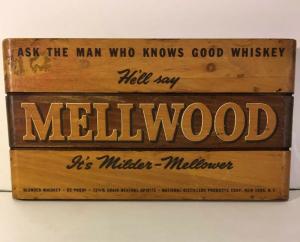 ASK THE MAN WHO KNOWS GOOD WHISKEY
He'll say
MELLWOOD
It's Milder-Mellower
BLENDED WHISKEY - 85 PROOF - 72½% GRAIN NEUTRAL SPIRITS - NATIONAL DISTILLERS PRODUCTS CORP. NEW YORK, N.Y.